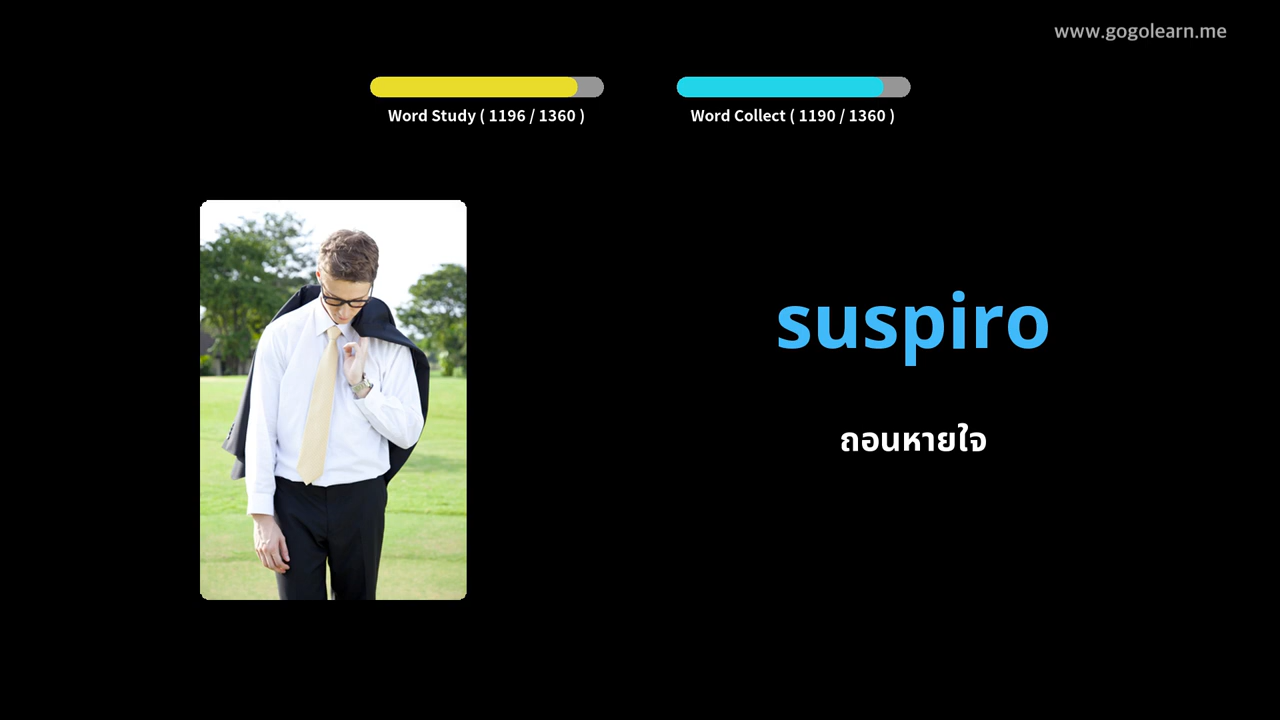 www.gogolearn.me
Word Study ( 1196 / 1360 )
Word Collect ( 1190 / 1360 )
suspiro
ถอนหายใจ